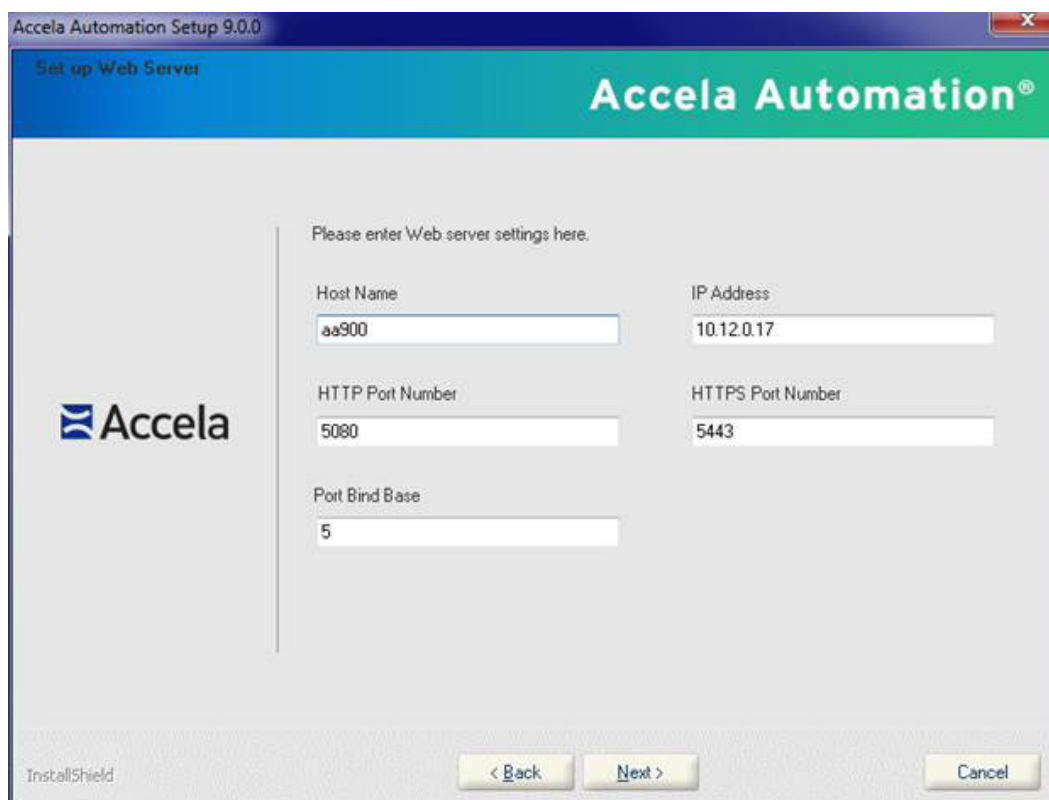 Accela Automation Setup 9.0.0
x
Set up Web Server
Accela Automation®
Please enter Web server settings here.
Host Name
IP Address
aa900
10.12.0.17
HTTP Port Number
HTTPS Port Number
5080
5443
Accela
Port Bind Base
5
InstallShield
< Back
Next >
Cancel